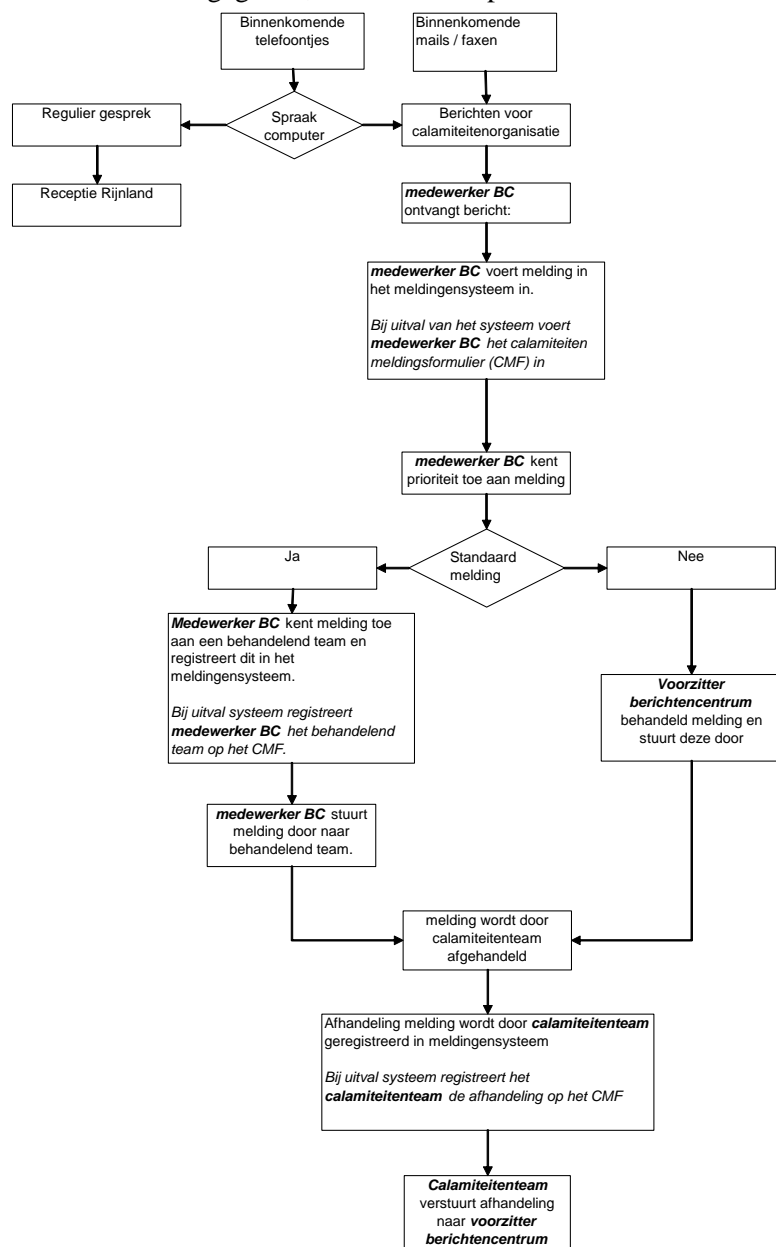 Binnenkomende
telefoontjes
Binnenkomende
mails / faxen
Regulier gesprek
Spraak
computer
Berichten voor
calamiteitenorganisatie
Receptie Rijnland
medewerker BC
ontvangt bericht:
medewerker BC voert melding in
het meldingensysteem in.
Bij uitval van het systeem voert
medewerker BC het calamiteiten
meldingsformulier (CMF) in
medewerker BC kent
prioriteit toe aan melding
Ja
Standaard
melding
Nee
Medewerker BC kent melding toe
aan een behandelend team en
registreert dit in het
meldingensysteem.
Bij uitval systeem registreert
medewerker BC het behandelend
team op het CMF.
Voorzitter
berichtencentrum
behandeld melding en
stuurt deze door
medewerker BC stuurt
melding door naar
behandelend team.
melding wordt door
calamiteitenteam
afgehandeld
Afhandeling melding wordt door calamiteitenteam
geregistreerd in meldingensysteem
Bij uitval systeem registreert het
calamiteitenteam de afhandeling op het CMF
Calamiteitenteam
verstuurt afhandeling
naar voorzitter
berichtencentrum